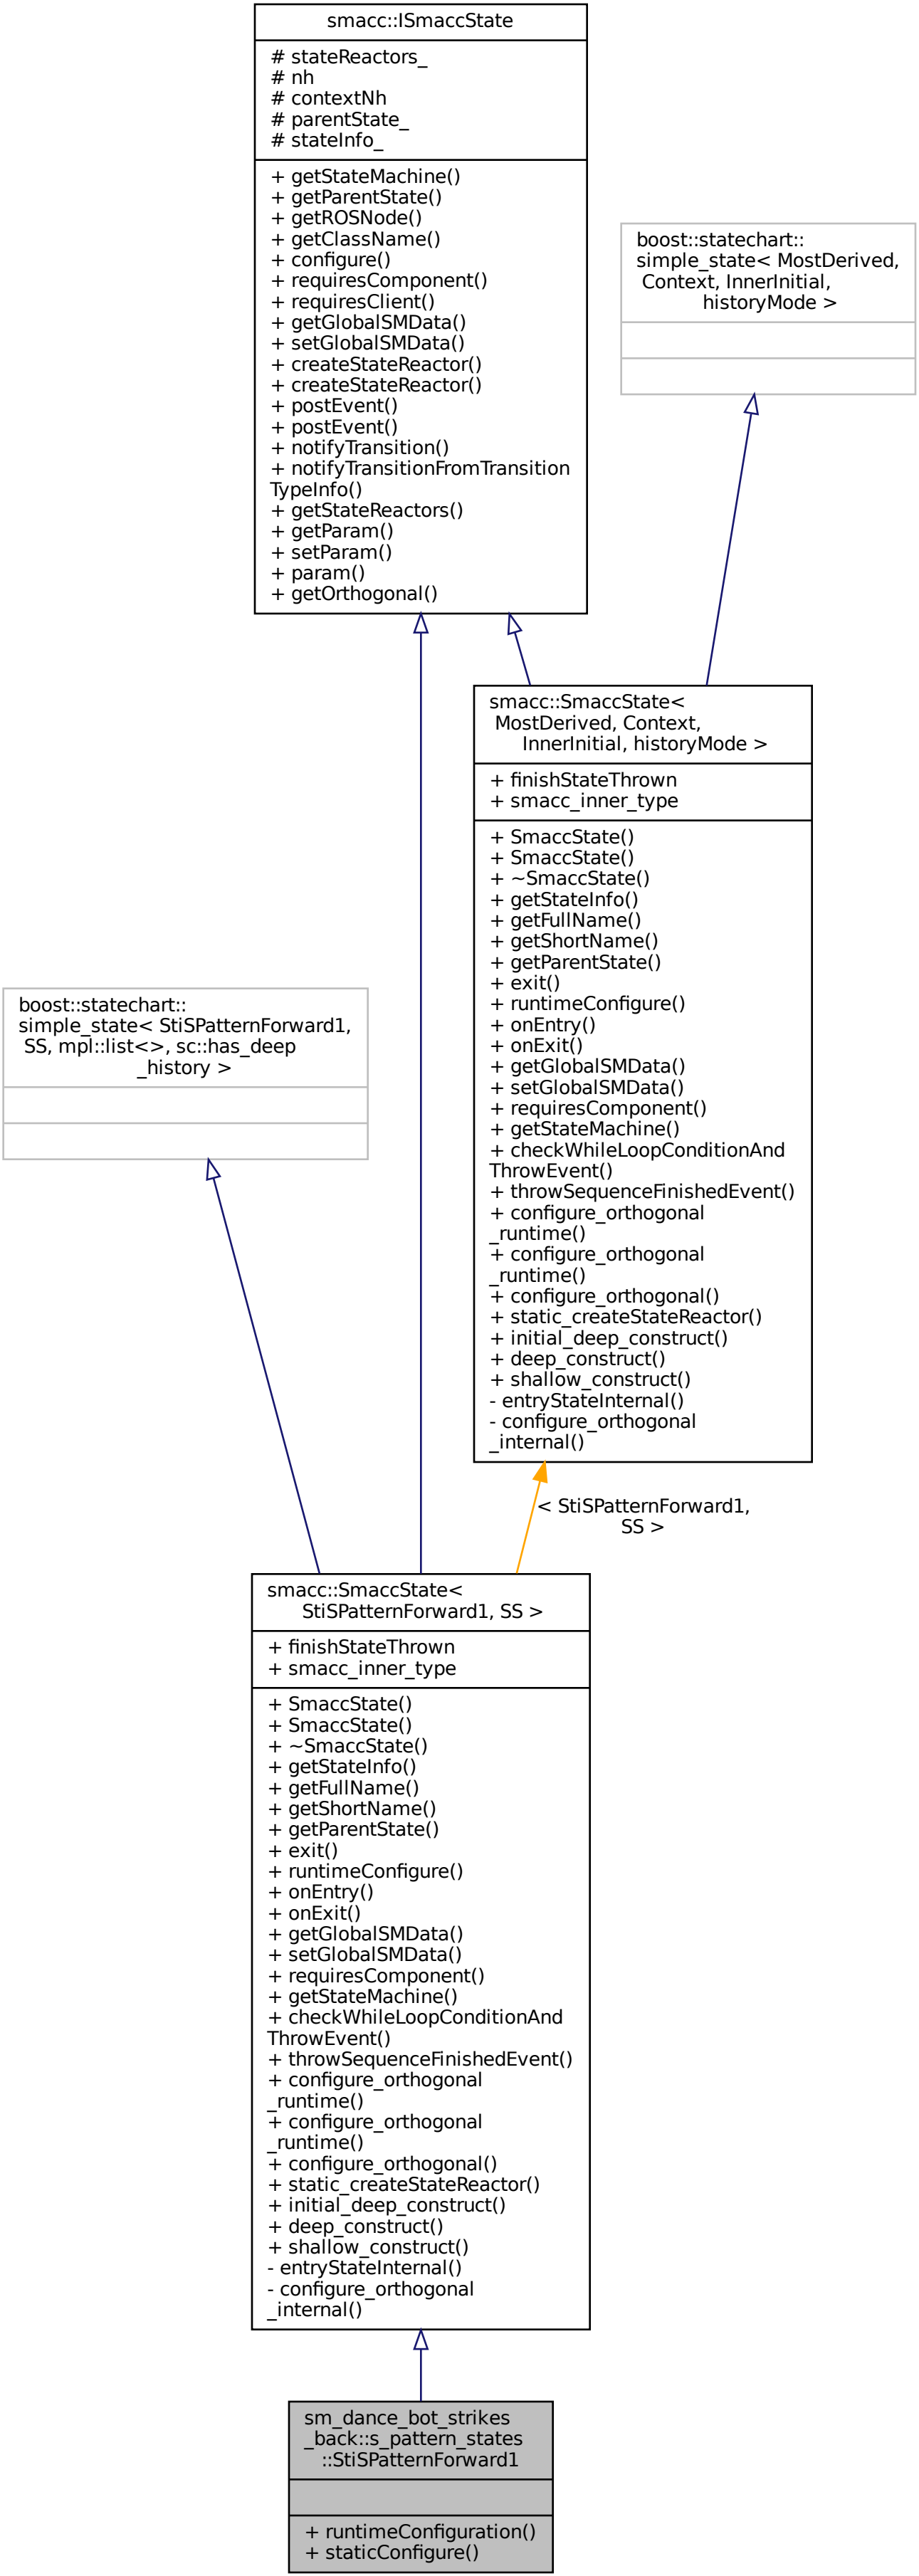 smacc::ISmaccState
# stateReactors_
# nh
# contextNh
# parentState_
# stateInfo_
+ getStateMachine()
+ getParentState()
+ getROSNode()
+ getClassName()
+ configure()
+ requiresComponent()
+ requiresClient()
+ getGlobalSMData()
+ setGlobalSMData()
+ createStateReactor()
+ createStateReactor()
+ postEvent()
+ postEvent()
+ notifyTransition()
+ notifyTransitionFromTransition
TypeInfo()
+ getStateReactors()
+ getParam()
+ setParam()
+ param()
+ getOrthogonal()
boost::statechart::
simple_state< MostDerived,
Context, InnerInitial,
historyMode >
smacc::SmaccState<
MostDerived, Context,
InnerInitial, historyMode >
+ finishStateThrown
+ smacc_inner_type
+ SmaccState()
+ SmaccState()
+ ~SmaccState()
+ getStateInfo()
+ getFullName()
+ getShortName()
+ getParentState()
+ exit()
+ runtimeConfigure()
+ onEntry()
+ onExit()
+ getGlobalSMData()
+ setGlobalSMData()
+ requiresComponent()
+ getStateMachine()
+ checkWhileLoopConditionAnd
ThrowEvent()
+ throwSequenceFinishedEvent()
+ configure_orthogonal
_runtime()
+ configure_orthogonal
_runtime()
+ configure_orthogonal()
+ static_createStateReactor()
+ initial_deep_construct()
+ deep_construct()
+ shallow_construct()
- entryStateInternal()
- configure_orthogonal
_internal()
boost::statechart::
simple_state< StiSPatternForward1,
SS, mpl::list<>, sc::has_deep
_history >
< StiSPatternForward1,
SS >
smacc::SmaccState<
StiSPatternForward1, SS >
+ finishStateThrown
+ smacc_inner_type
+ SmaccState()
+ SmaccState()
+ ~SmaccState()
+ getStateInfo()
+ getFullName()
+ getShortName()
+ getParentState()
+ exit()
+ runtimeConfigure()
+ onEntry()
+ onExit()
+ getGlobalSMData()
+ setGlobalSMData()
+ requiresComponent()
+ getStateMachine()
+ checkWhileLoopConditionAnd
ThrowEvent()
+ throwSequenceFinishedEvent()
+ configure_orthogonal
_runtime()
+ configure_orthogonal
_runtime()
+ configure_orthogonal()
+ static_createStateReactor()
+ initial_deep_construct()
+ deep_construct()
+ shallow_construct()
- entryStateInternal()
- configure_orthogonal
_internal()
sm_dance_bot_strikes
_back::s_pattern_states
::StiSPatternForward1
+ runtimeConfiguration()
+ staticConfigure()